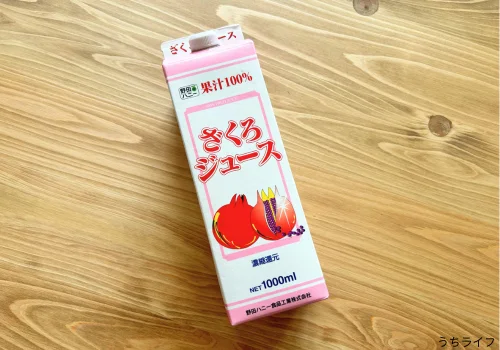 ざくろジュース
野田
ハニー
果汁100%
ざくろ
ジュース
濃縮還元
NET 1000ml
野田ハニー食品工業株式会社
うちライフ